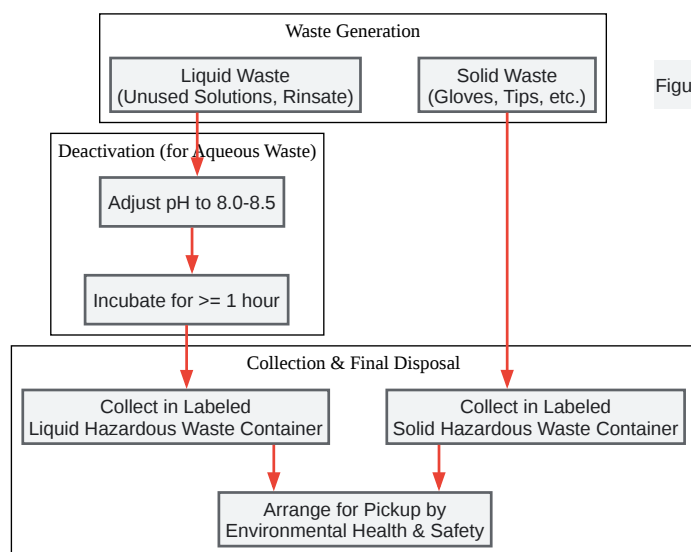 Waste Generation
Liquid Waste
(Unused Solutions, Rinsate)
Solid Waste
(Gloves, Tips, etc.)
Deactivation (for Aqueous Waste)
Adjust pH to 8.0-8.5
Incubate for >= 1 hour
Collection & Final Disposal
Collect in Labeled
Liquid Hazardous Waste Container
Collect in Labeled
Solid Hazardous Waste Container
Arrange for Pickup by
Environmental Health & Safety